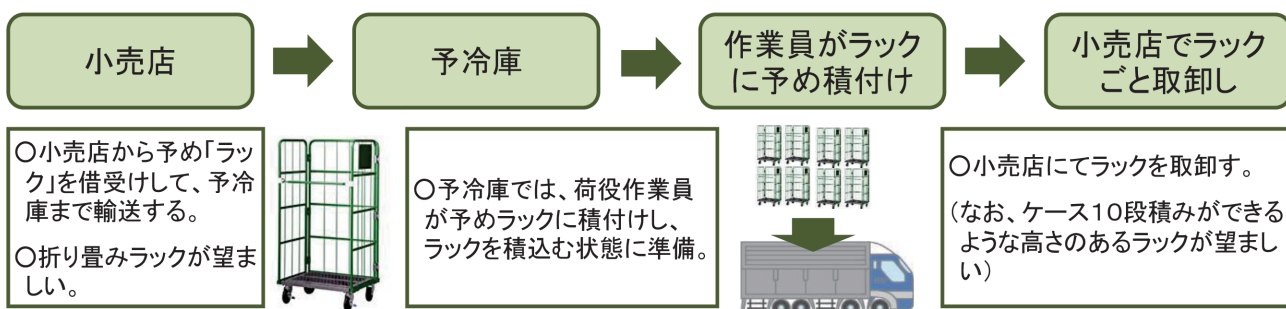 小売店
予冷庫
作業員がラック
に予め積付け
小売店でラック
ごと取卸し
○小売店から予め「ラッ
ク」を借受けして、予冷
庫まで輸送する。
○折り畳みラックが望ま
しい。
○予冷庫では、荷役作業員
が予めラックに積付けし、
ラックを積込む状態に準備。
○小売店にてラックを取卸す。
(なお、ケース10段積みができる
ような高さのあるラックが望まし
い)